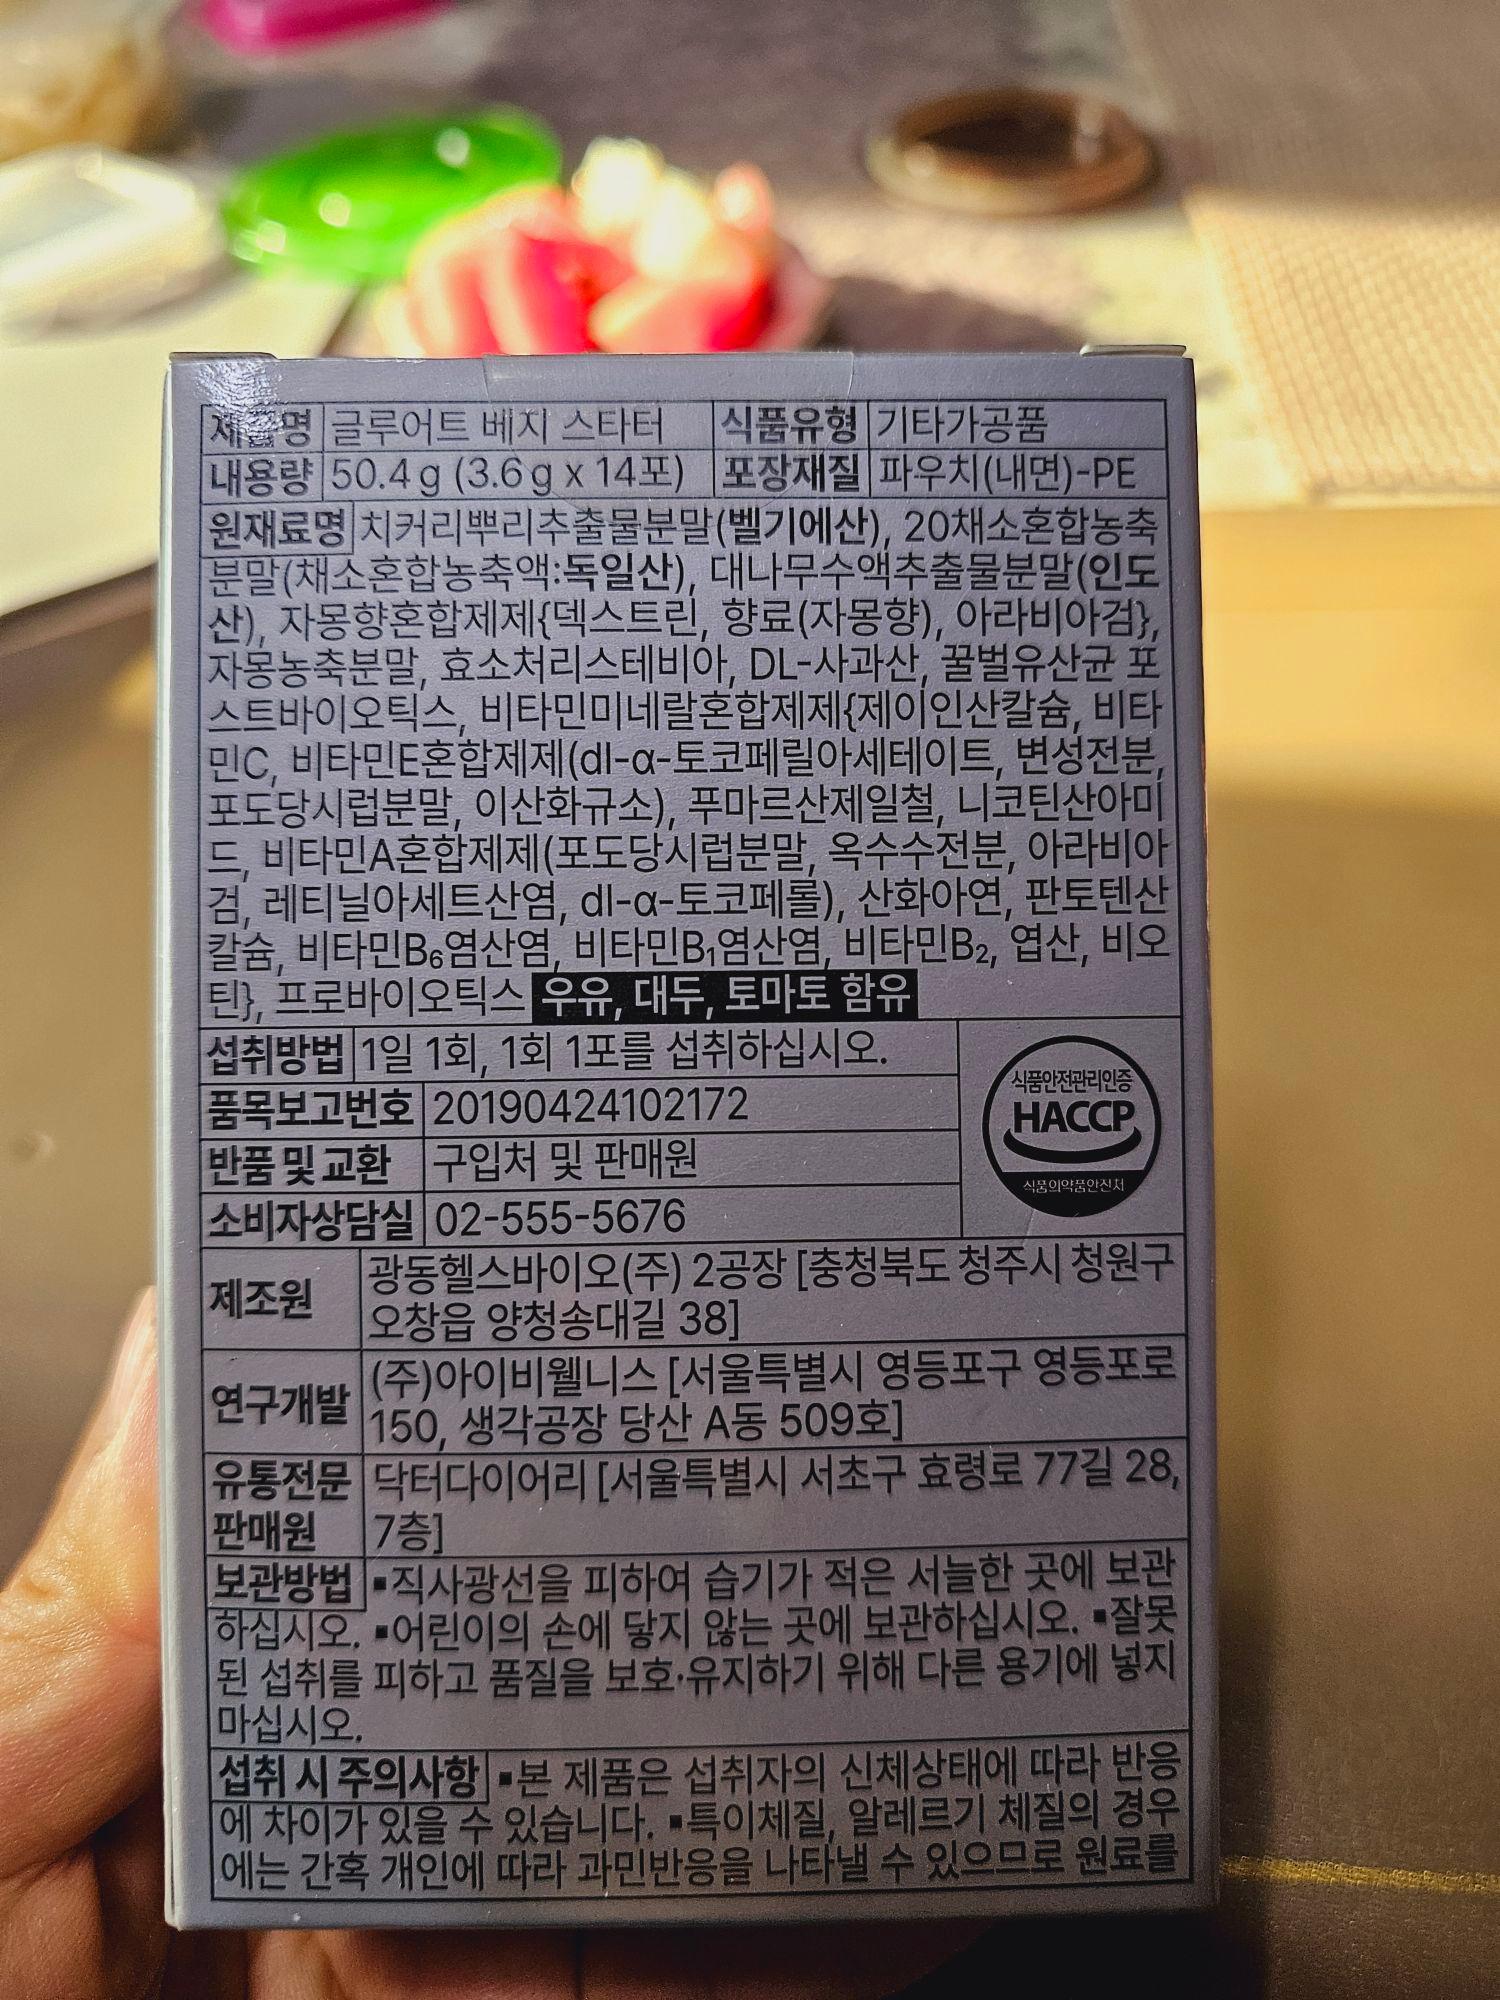 제품명 글루어트 베지 스타터 식품유형 기타가공품
내용량 50.4g (3.6g x 14포) 포장재질 파우치(내면)-PE
원재료명 치커리뿌리추출물분말(벨기에산), 20채소혼합농축
분말(채소혼합농축액:독일산), 대나무수액추출물분말(인도
산), 자몽향혼합제제{덱스트린, 향료(자몽향), 아라비아검},
자몽농축분말, 효소처리스테비아, DL-사과산, 꿀벌유산균 포
스트바이오틱스, 비타민미네랄혼합제제{제이인산칼슘, 비타
민C, 비타민E혼합제제(dl-α-토코페릴아세테이트, 변성전분,
포도당시럽분말, 이산화규소), 푸마르산제일철, 니코틴산아미
드, 비타민A혼합제제(포도당시럽분말, 옥수수전분, 아라비아
검, 레티닐아세트산염, dl-α-토코페롤), 산화아연, 판토텐산
칼슘, 비타민B₆염산염, 비타민B₁염산염, 비타민B₂, 엽산, 비오
틴}, 프로바이오틱스 우유, 대두, 토마토 함유
섭취방법 1일 1회, 1회 1포를 섭취하십시오.
품목보고번호 20190424102172
반품 및 교환 구입처 및 판매원
소비자상담실 02-555-5676
식품안전관리인증
HACCP
식품의약품안전처
제조원 광동헬스바이오(주) 2공장 [충청북도 청주시 청원구
오창읍 양청송대길 38]
연구개발 (주)아이비웰니스 [서울특별시 영등포구 영등포로
150, 생각공장 당산 A동 509호]
유통전문 닥터다이어리 [서울특별시 서초구 효령로 77길 28,
판매원 7층]
보관방법 ▪직사광선을 피하여 습기가 적은 서늘한 곳에 보관
하십시오. ▪어린이의 손에 닿지 않는 곳에 보관하십시오. ▪잘못
된 섭취를 피하고 품질을 보호·유지하기 위해 다른 용기에 넣지
마십시오.
섭취 시 주의사항 ▪본 제품은 섭취자의 신체상태에 따라 반응
에 차이가 있을 수 있습니다. ▪특이체질, 알레르기 체질의 경우
에는 간혹 개인에 따라 과민반응을 나타낼 수 있으므로 원료를